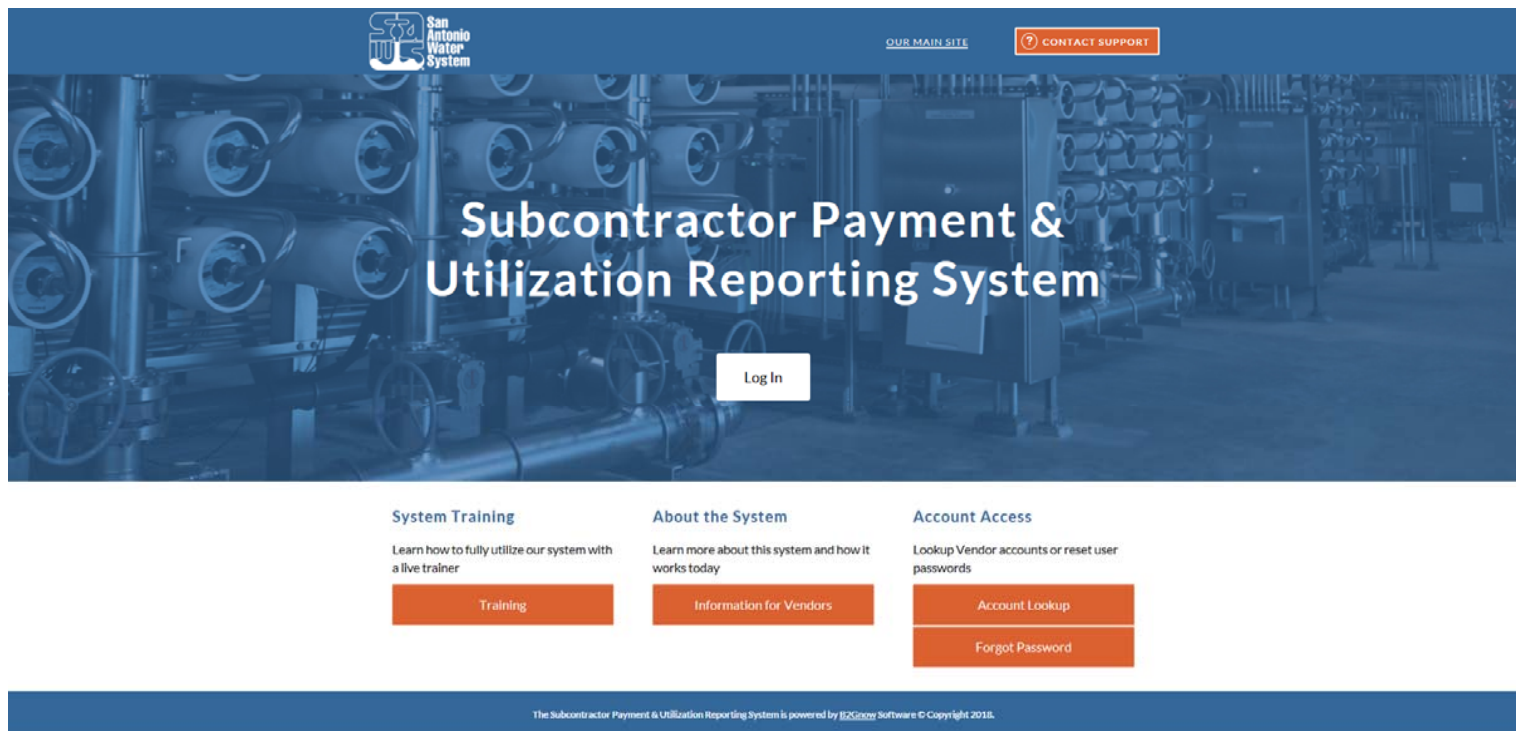 San
Antonio
Water
System
OUR MAIN SITE
? CONTACT SUPPORT
Subcontractor Payment &
Utilization Reporting System
Log In
System Training
Learn how to fully utilize our system with
a live trainer
Training
About the System
Learn more about this system and how it
works today
Information for Vendors
Account Access
Lookup Vendor accounts or reset user
passwords
Account Lookup
Forgot Password
The Subcontractor Payment & Utilization Reporting System is powered by B2Gnow Software © Copyright 2018.